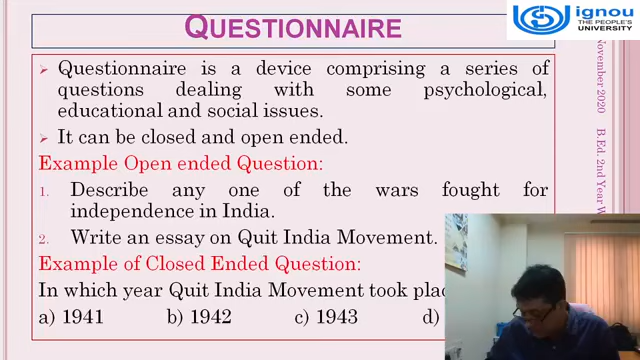 QUESTIONNAIRE
ignou
THE PEOPLE'S
UNIVERSITY
Questionnaire is a device comprising a series of
questions dealing with some psychological,
educational and social issues.
It can be closed and open ended.
Example Open ended Question:
1. Describe any one of the wars fought for
independence in India.
2. Write an essay on Quit India Movement.
Example of Closed Ended Question:
In which year Quit India Movement took plac
a) 1941 b) 1942 c) 1943 d)
November 2020 B.Ed. 2nd Year W